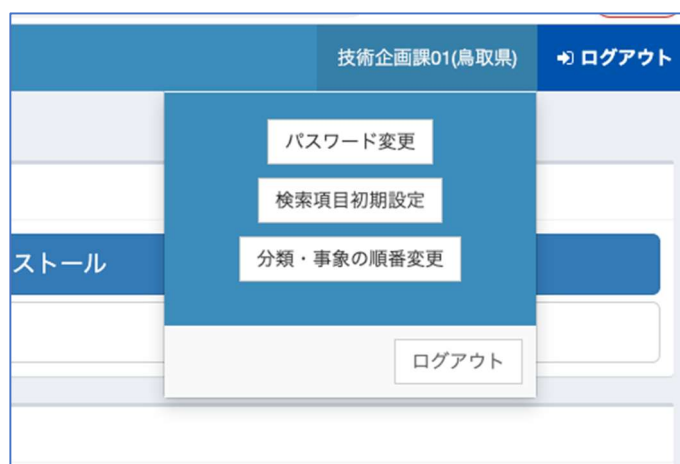 技術企画課01(鳥取県)
ログアウト
パスワード変更
検索項目初期設定
分類・事象の順番変更
ストール
ログアウト